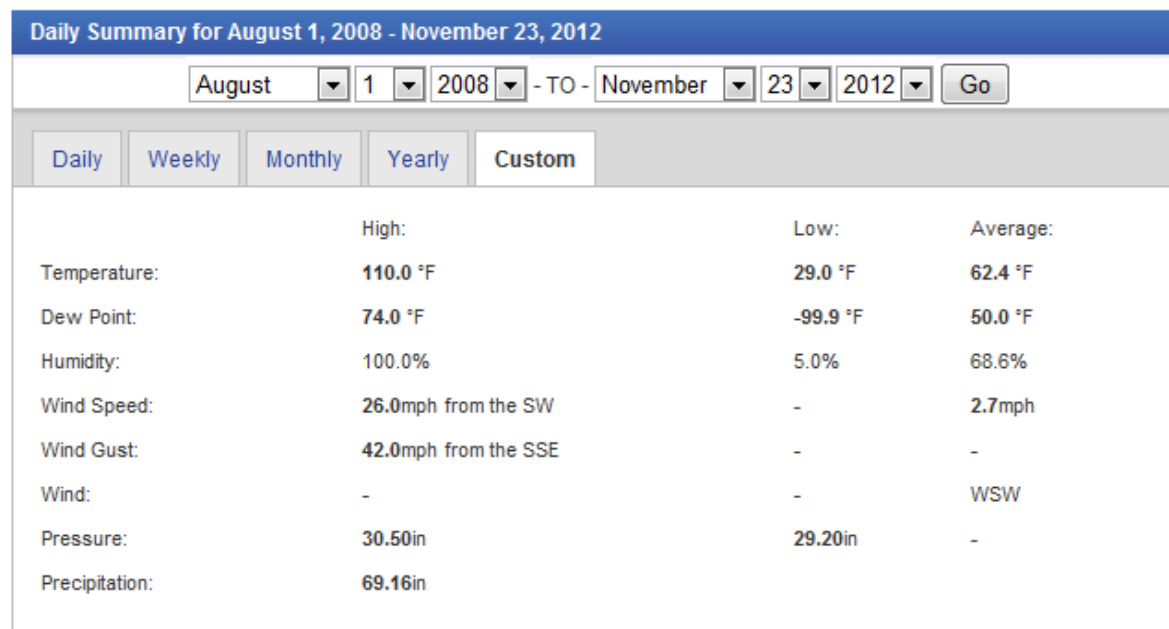 Daily Summary for August 1, 2008 - November 23, 2012
August 1 2008 - TO - November 23 2012 Go
Daily Weekly Monthly Yearly Custom
High: Low: Average:
Temperature: 110.0 °F 29.0 °F 62.4 °F
Dew Point: 74.0 °F -99.9 °F 50.0 °F
Humidity: 100.0% 5.0% 68.6%
Wind Speed: 26.0mph from the SW - 2.7mph
Wind Gust: 42.0mph from the SSE - -
Wind: - - WSW
Pressure: 30.50in 29.20in -
Precipitation: 69.16in